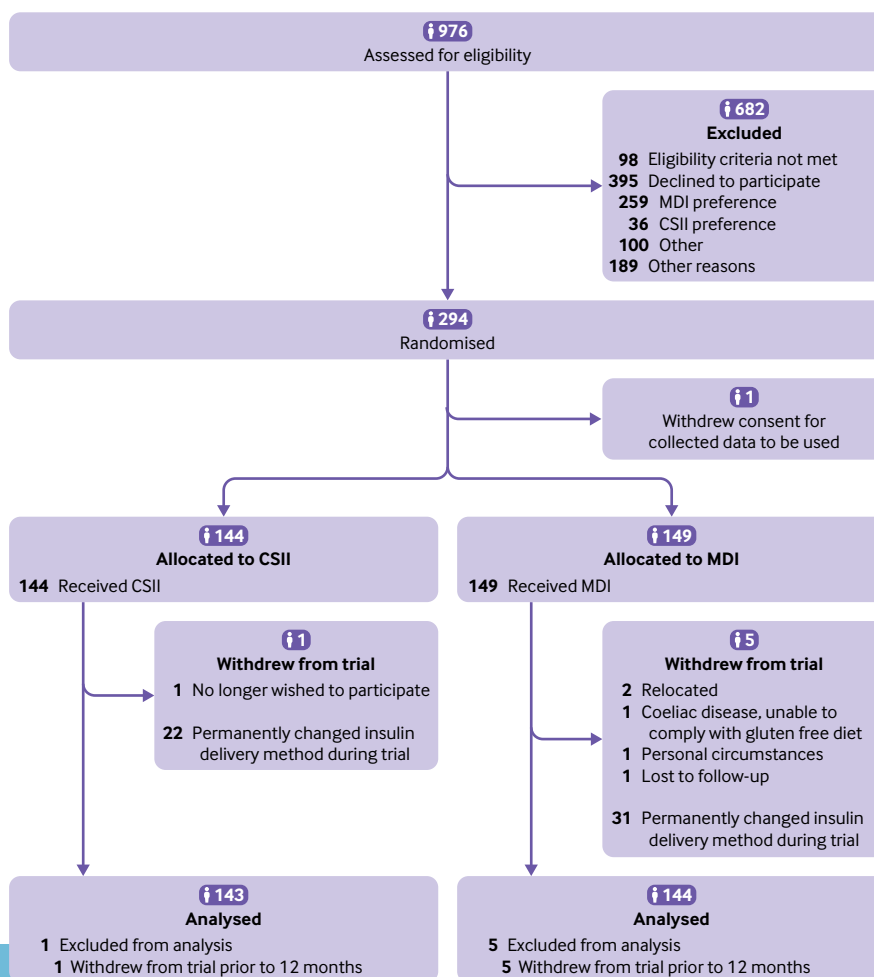 976
Assessed for eligibility
682
Excluded
98 Eligibility criteria not met
395 Declined to participate
259 MDI preference
36 CSII preference
100 Other
189 Other reasons
294
Randomised
1
Withdrew consent for
collected data to be used
144
Allocated to CSII
144 Received CSII
149
Allocated to MDI
149 Received MDI
1
Withdrew from trial
1 No longer wished to participate
22 Permanently changed insulin
delivery method during trial
5
Withdrew from trial
2 Relocated
1 Coeliac disease, unable to
comply with gluten free diet
1 Personal circumstances
1 Lost to follow-up
31 Permanently changed insulin
delivery method during trial
143
Analysed
1 Excluded from analysis
1 Withdrew from trial prior to 12 months
144
Analysed
5 Excluded from analysis
5 Withdrew from trial prior to 12 months